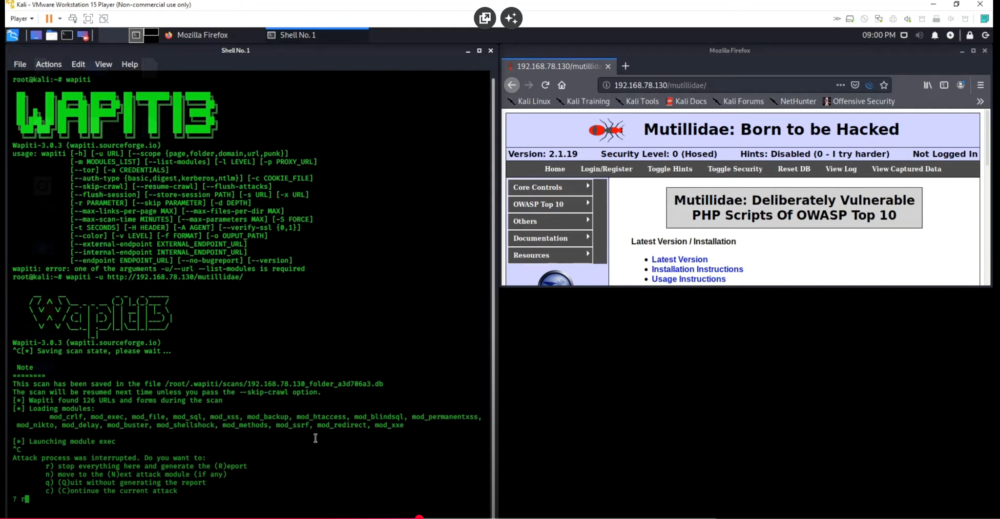 Kali - VMware Workstation 15 Player (Non-commercial use only)
Player
Mozilla Firefox
Shell No. 1
09:00 PM
Shell No.1
File Actions Edit View Help
root@kali:~# wapiti
WAPITI3
Wapiti-3.0.3 (wapiti.sourceforge.io)
usage: wapiti [-h] [-u URL] [--scope {page,folder,domain,url,punk}]
[-m MODULES_LIST] [--list-modules] [-l LEVEL] [-p PROXY_URL]
[--tor] [-a CREDENTIALS]
[--auth-type {basic,digest,kerberos,ntlm}] [-c COOKIE_FILE]
[--skip-crawl] [--resume-crawl] [--flush-attacks]
[--flush-session] [--store-session PATH] [-s URL] [-x URL]
[-r PARAMETER] [--skip PARAMETER] [-d DEPTH]
[--max-links-per-page MAX] [--max-files-per-dir MAX]
[--max-scan-time MINUTES] [--max-parameters MAX] [-S FORCE]
[-t SECONDS] [-H HEADER] [-A AGENT] [--verify-ssl {0,1}]
[--color] [-v LEVEL] [-f FORMAT] [-o OUPUT_PATH]
[--external-endpoint EXTERNAL_ENDPOINT_URL]
[--internal-endpoint INTERNAL_ENDPOINT_URL]
[--endpoint ENDPOINT_URL] [--no-bugreport] [--version]
wapiti: error: one of the arguments -u/--url --list-modules is required
root@kali:~# wapiti -u http://192.168.78.130/mutillidae/
Wapiti3
Wapiti-3.0.3 (wapiti.sourceforge.io)
^C[*] Saving scan state, please wait...
Note
========
This scan has been saved in the file /root/.wapiti/scans/192.168.78.130_folder_a3d706a3.db
The scan will be resumed next time unless you pass the --skip-crawl option.
[*] Wapiti found 126 URLs and forms during the scan
[*] Loading modules:
mod_crlf, mod_exec, mod_file, mod_sql, mod_xss, mod_backup, mod_htaccess, mod_blindsql, mod_permanentxss,
mod_nikto, mod_delay, mod_buster, mod_shellshock, mod_methods, mod_ssrf, mod_redirect, mod_xxe
[*] Launching module exec
^C
Attack process was interrupted. Do you want to:
r) stop everything here and generate the (R)eport
n) move to the (N)ext attack module (if any)
q) (Q)uit without generating the report
c) (C)ontinue the current attack
? r
Mozilla Firefox
192.168.78.130/mutillida
192.168.78.130/mutillidae/
Kali Linux Kali Training Kali Tools Kali Docs Kali Forums NetHunter Offensive Security
Mutillidae: Born to be Hacked
Version: 2.1.19 Security Level: 0 (Hosed) Hints: Disabled (0 - I try harder) Not Logged In
Home Login/Register Toggle Hints Toggle Security Reset DB View Log View Captured Data
Core Controls
OWASP Top 10
Others
Documentation
Resources
Mutillidae: Deliberately Vulnerable
PHP Scripts Of OWASP Top 10
Latest Version / Installation
Latest Version
Installation Instructions
Usage Instructions